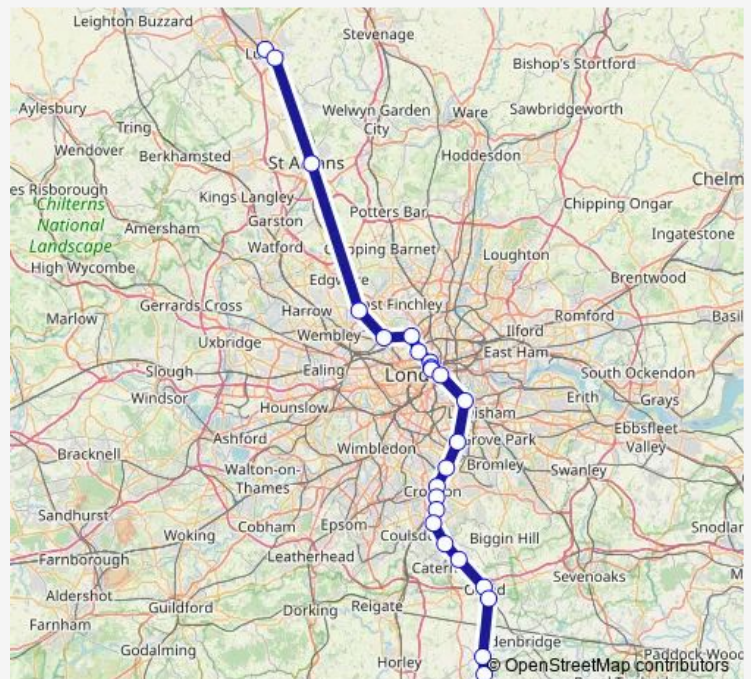 Leighton Buzzard
Stevenage
Bishop's Stortford
Aylesbury
Welwyn Garden
City
Ware
Sawbridgeworth
Tring
Wendover
Berkhamsted
Hoddesdon
es Risborough
Chilterns
National
Landscape
Kings Langley
Chelm
Garston
Potters Bar
Chipping Ongar
Amersham
Watford
Ingatestone
Loughton
High Wycombe
Brentwood
Gerrards Cross
Harrow
Marlow
Romford
Basil
Wembley
Ilford
Uxbridge
East Ham
Slough
Ealing
South Ockendon
Windsor
Hounslow
Erith
Grays
Ebbsfleet
Valley
Ashford
Grove Park
Wimbledon
Bracknell
Walton-on-
Thames
Bromley
Swanley
Sandhurst
Cobham
Epsom
Woking
Biggin Hill
Snodlar
Farnborough
Leatherhead
Sevenoaks
Aldershot
Guildford
Dorking
Reigate
Farnham
Godalming
Horley
Paddock Wood
© OpenStreetMap contributors